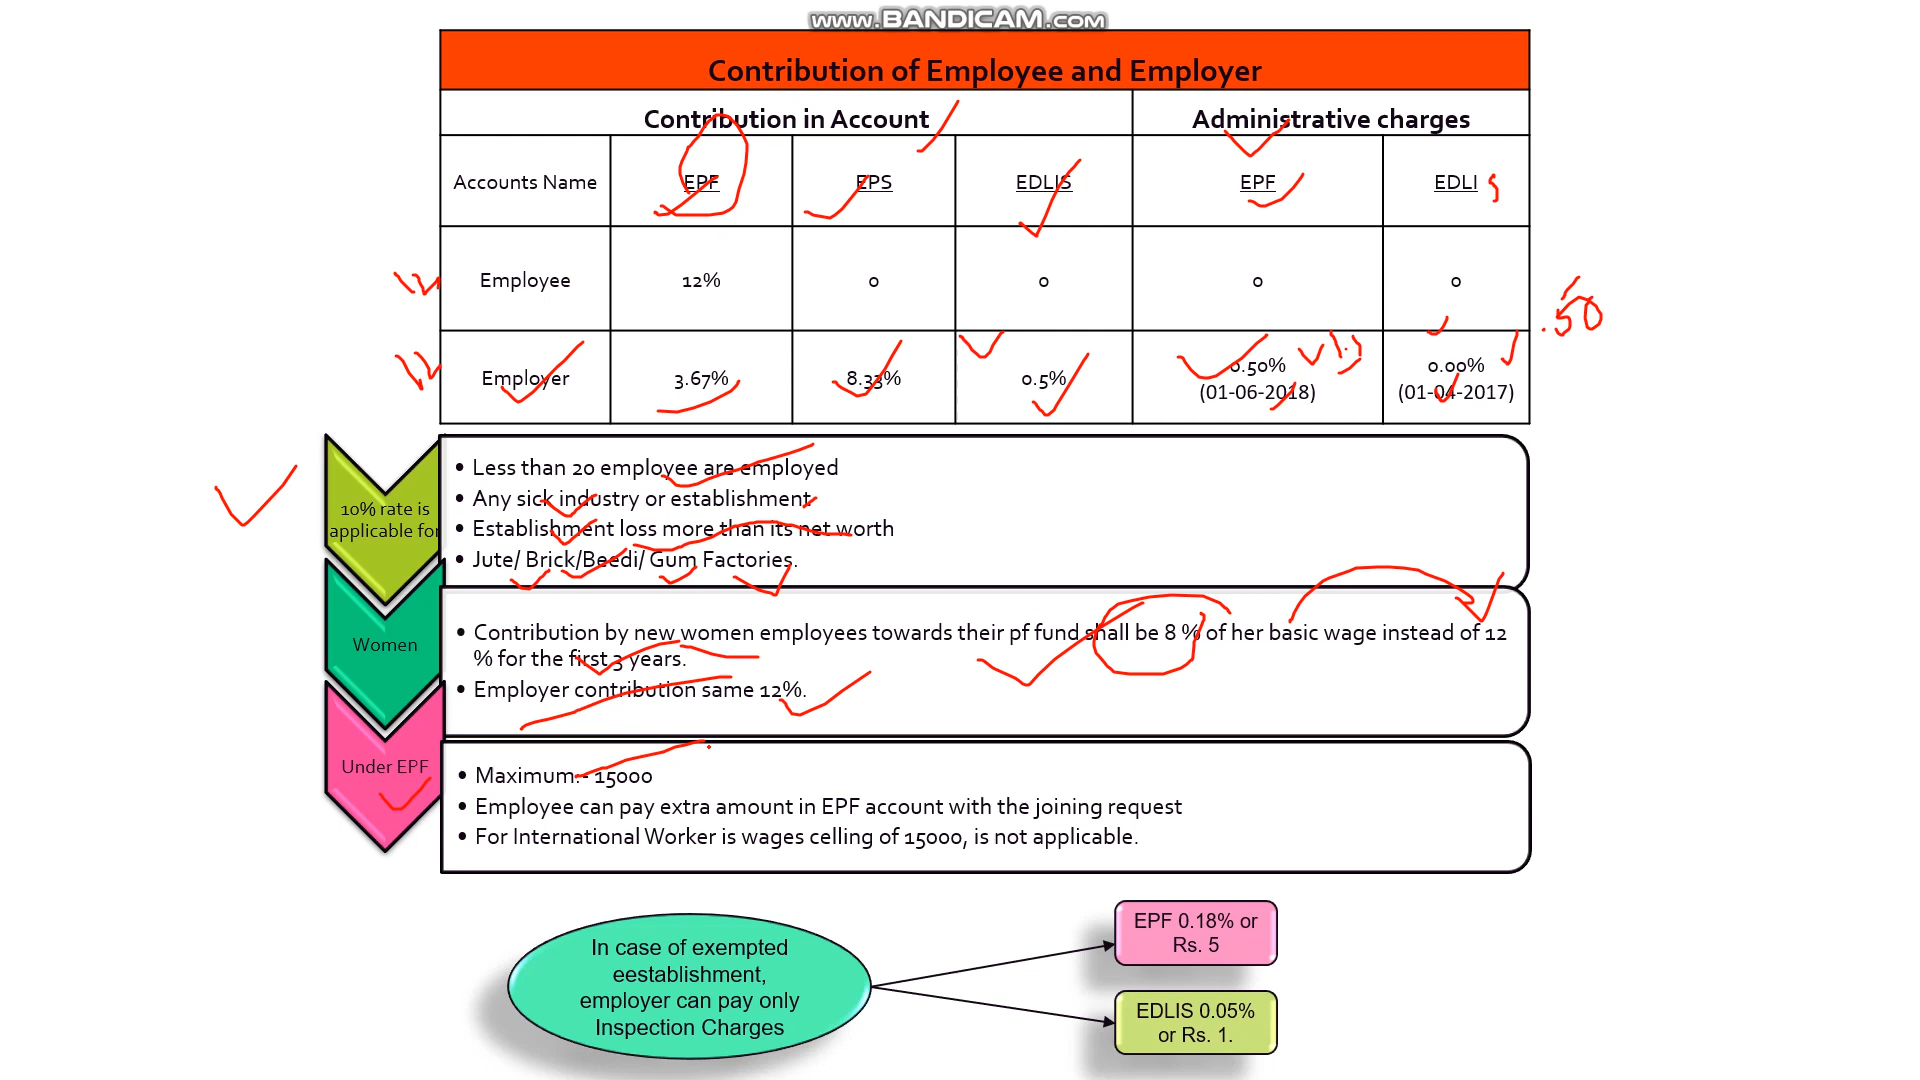 www.BANDICAM.com
Contribution of Employee and Employer
Contribution in Account Administrative charges
Accounts Name EPF EPS EDLIS EPF EDLI s
12 Employee 12% 0 0 0 0
.50
12 Employer 3.67% 8.33% 0.5% 0.50% 0.00%
(01-06-2018) (01-04-2017)
10% rate is
applicable for
• Less than 20 employee are employed
• Any sick industry or establishment
• Establishment loss more than its net worth
• Jute/ Brick/Beedi/ Gum Factories.
Women
• Contribution by new women employees towards their pf fund shall be 8 % of her basic wage instead of 12
% for the first 3 years.
• Employer contribution same 12%.
Under EPF
• Maximum:- 15000
• Employee can pay extra amount in EPF account with the joining request
• For International Worker is wages celling of 15000, is not applicable.
In case of exempted
eestablishment,
employer can pay only
Inspection Charges
EPF 0.18% or
Rs. 5
EDLIS 0.05%
or Rs. 1.